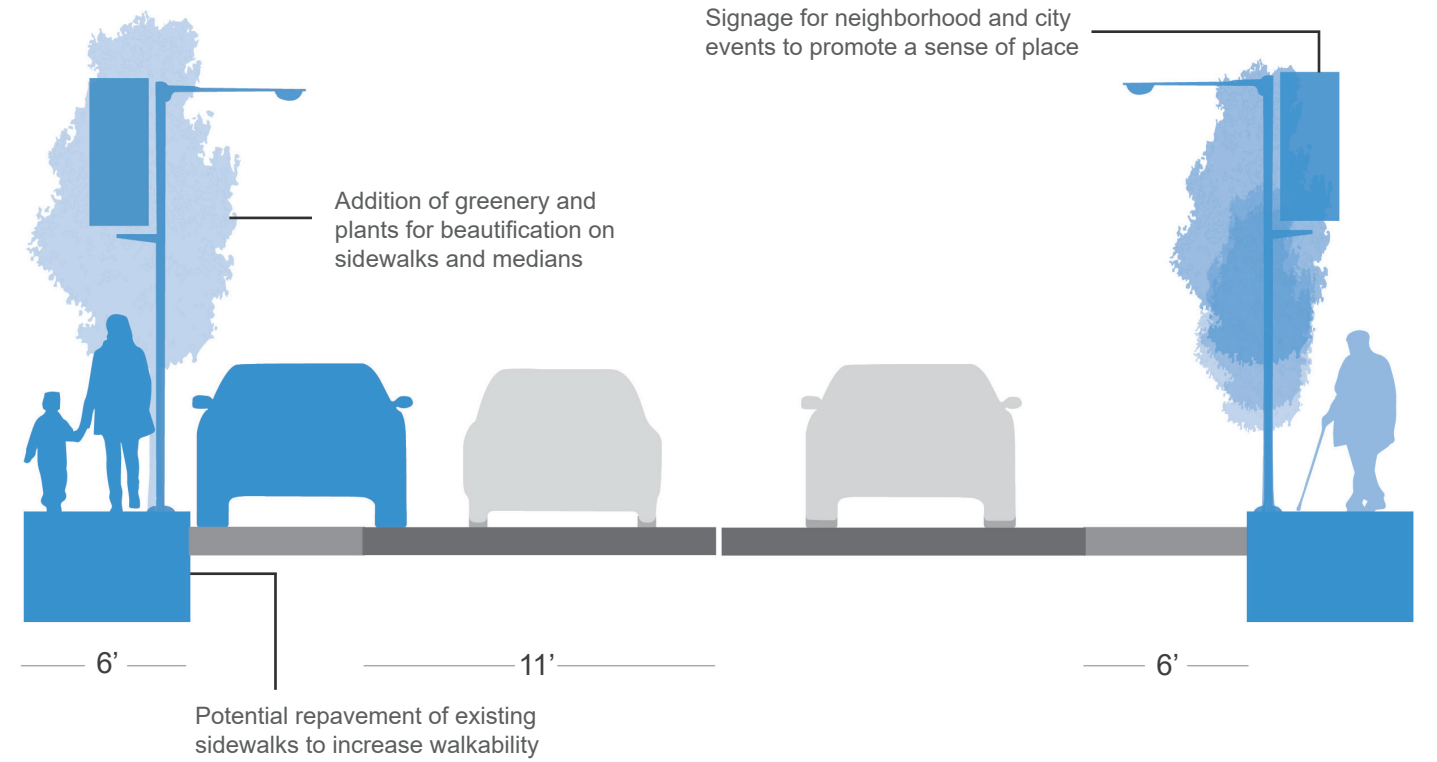 Signage for neighborhood and city
events to promote a sense of place
Addition of greenery and
plants for beautification on
sidewalks and medians
6’
11’
6’
Potential repavement of existing
sidewalks to increase walkability